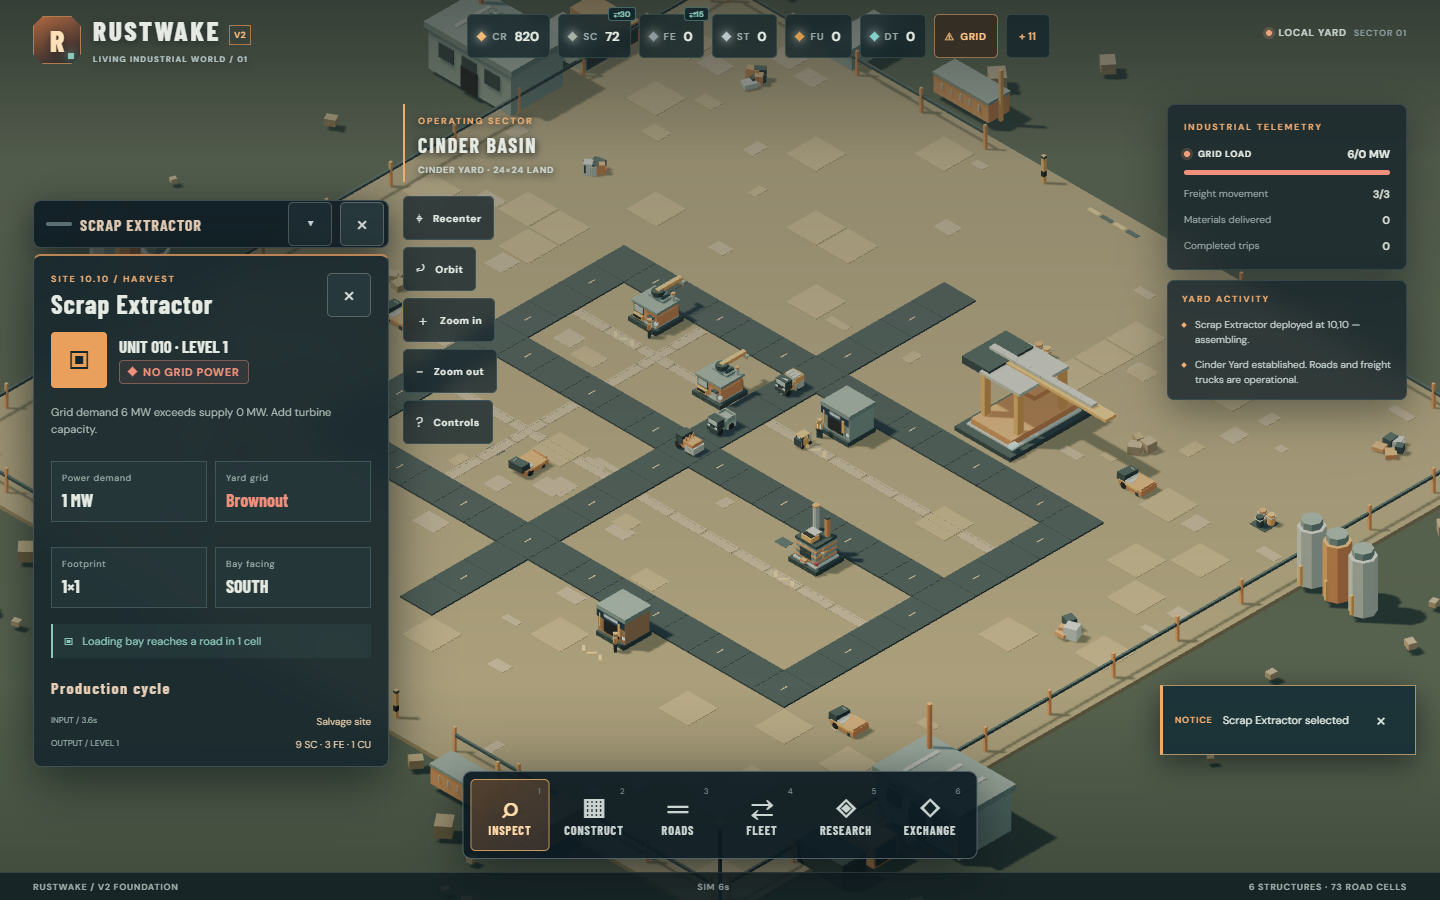 R
RUSTWAKE V2
LIVING INDUSTRIAL WORLD / 01
CR 820
SC 72
⇄30
FE 0
⇄15
ST 0
FU 0
DT 0
⚠ GRID
+ 11
LOCAL YARD SECTOR 01
OPERATING SECTOR
CINDER BASIN
CINDER YARD · 24×24 LAND
Recenter
Orbit
+ Zoom in
− Zoom out
? Controls
SCRAP EXTRACTOR
▼
×
SITE 10.10 / HARVEST
Scrap Extractor
×
UNIT 010 · LEVEL 1
◆ NO GRID POWER
Grid demand 6 MW exceeds supply 0 MW. Add turbine
capacity.
Power demand
1 MW
Yard grid
Brownout
Footprint
1×1
Bay facing
SOUTH
Loading bay reaches a road in 1 cell
Production cycle
INPUT / 3.6s Salvage site
OUTPUT / LEVEL 1 9 SC · 3 FE · 1 CU
INDUSTRIAL TELEMETRY
GRID LOAD 6/0 MW
Freight movement 3/3
Materials delivered 0
Completed trips 0
YARD ACTIVITY
Scrap Extractor deployed at 10,10 —
assembling.
Cinder Yard established. Roads and freight
trucks are operational.
NOTICE Scrap Extractor selected ×
1 INSPECT
2 CONSTRUCT
3 ROADS
4 FLEET
5 RESEARCH
6 EXCHANGE
RUSTWAKE / V2 FOUNDATION
SIM 6s
6 STRUCTURES · 73 ROAD CELLS